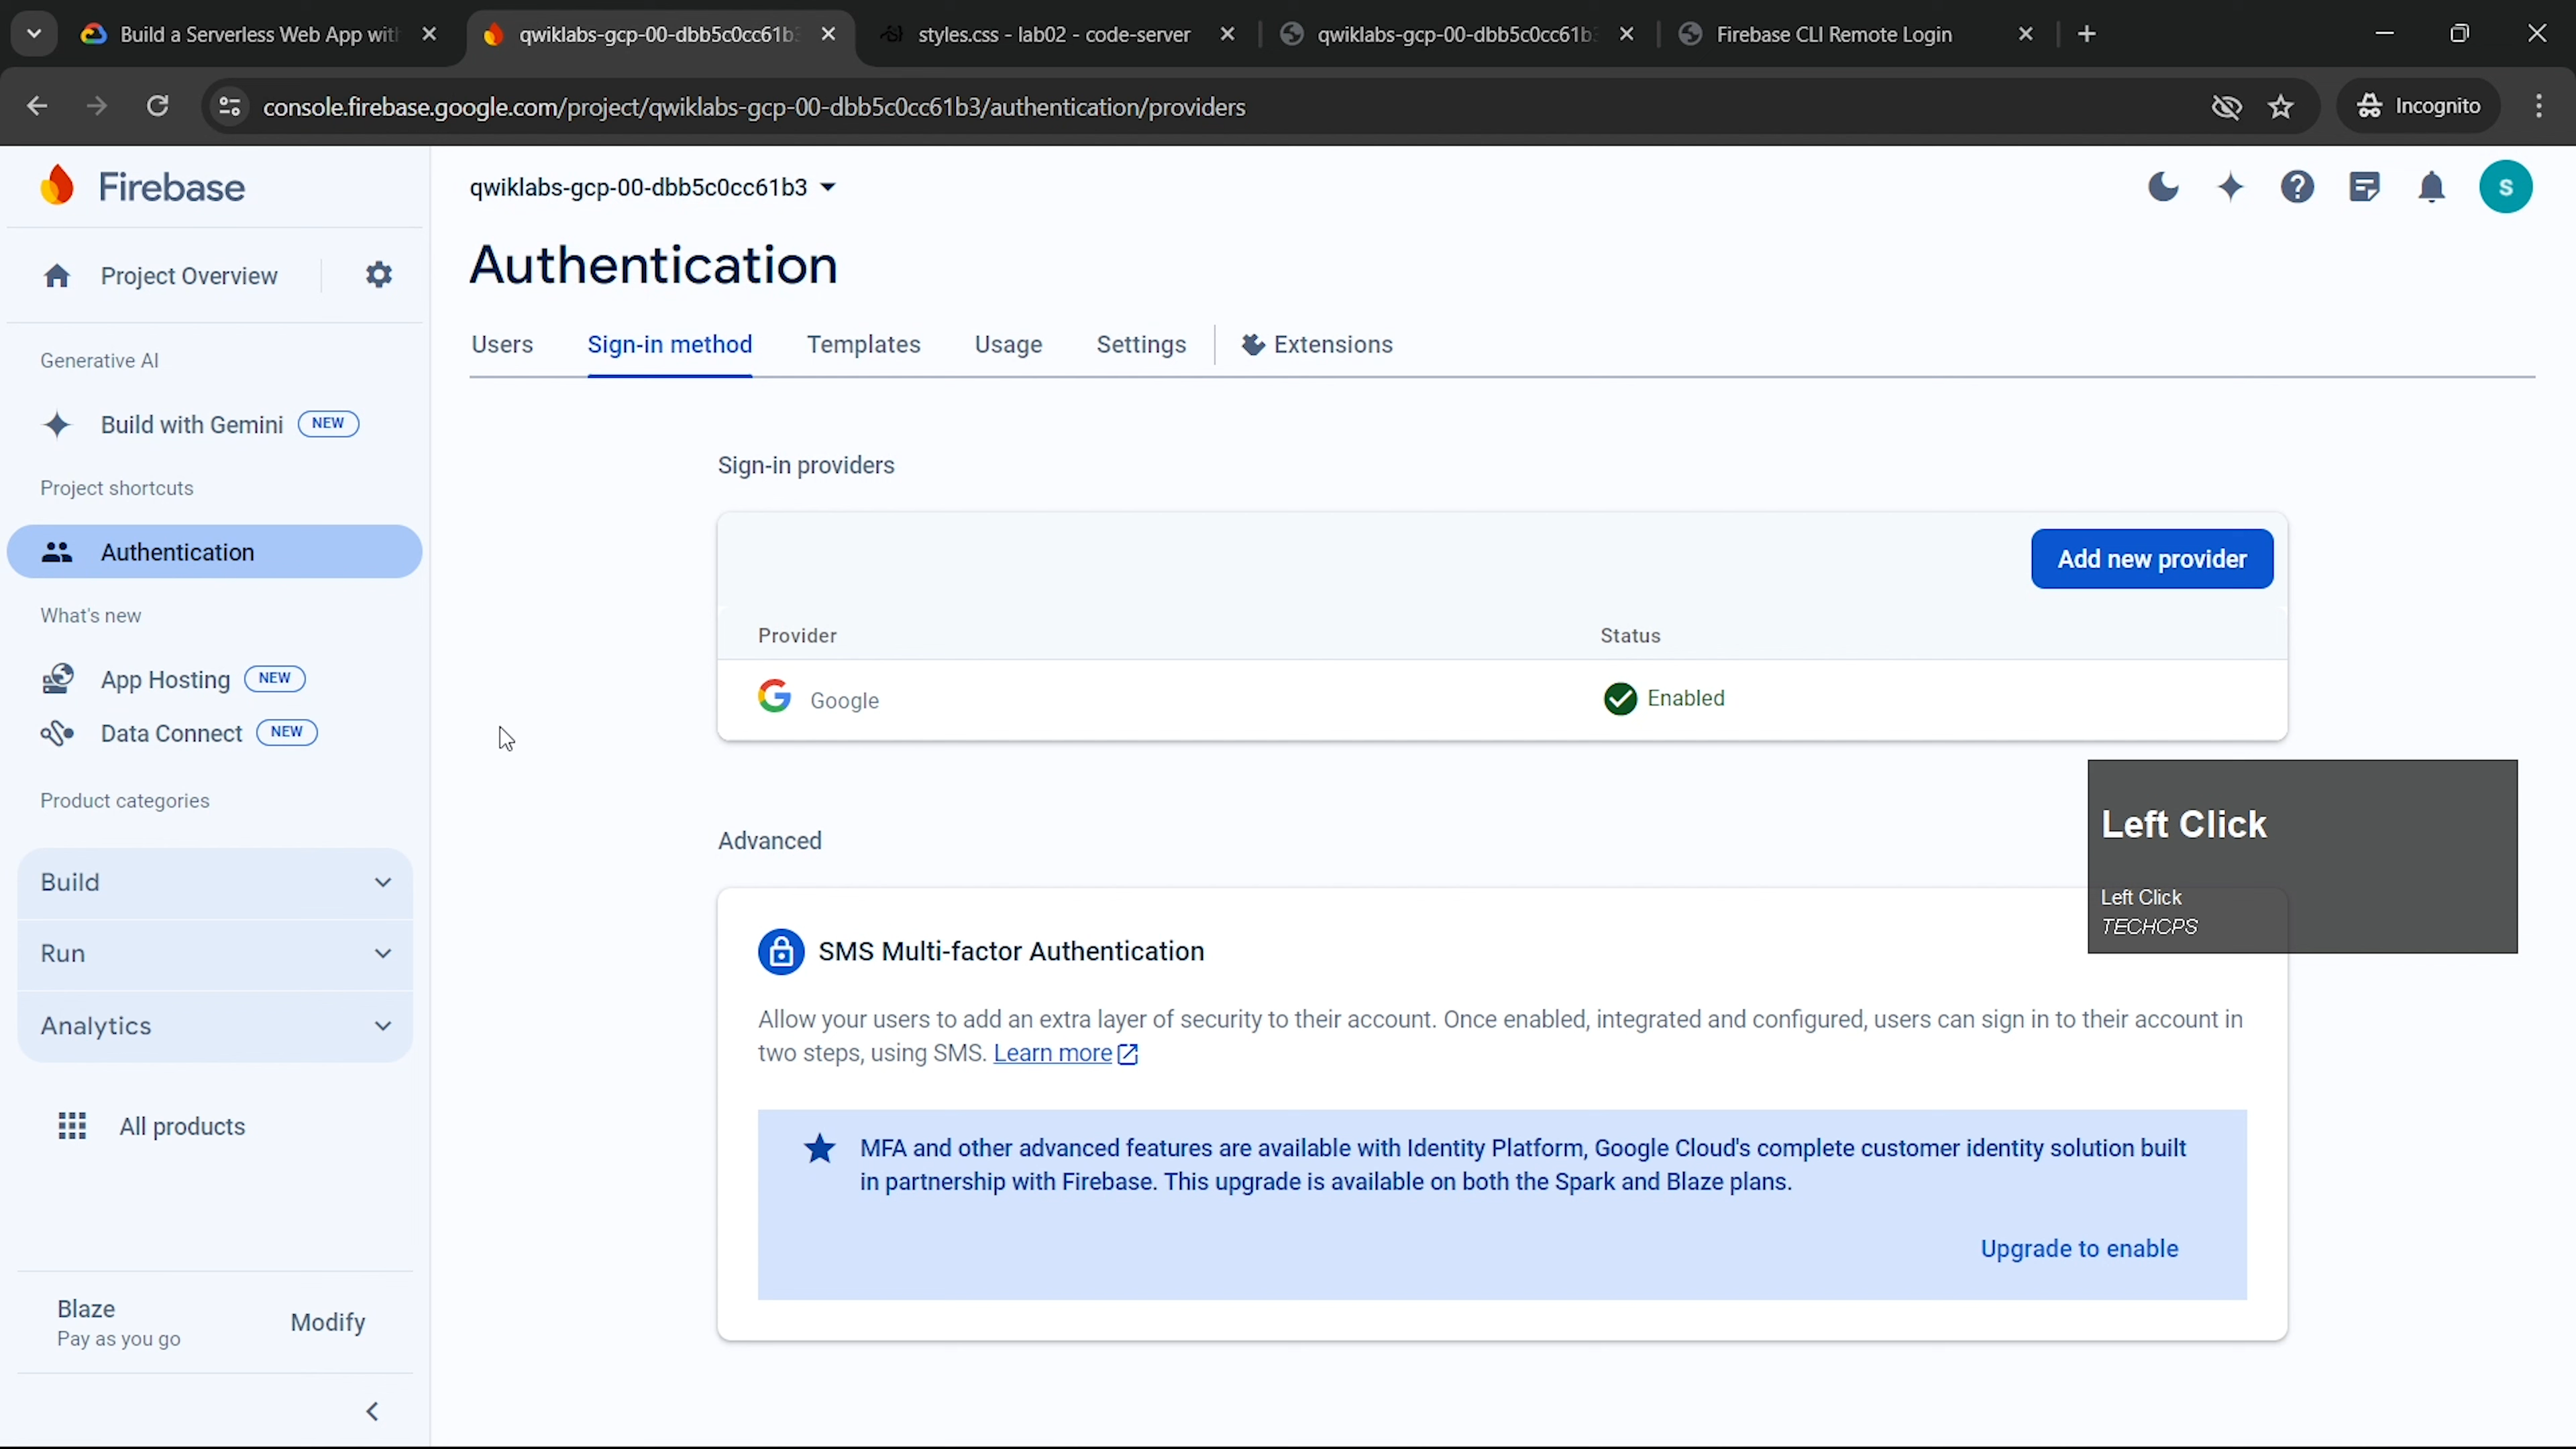 Build a Serverless Web App with
qwiklabs-gcp-00-dbb5c0cc61b3
styles.css - lab02 - code-server
qwiklabs-gcp-00-dbb5c0cc61b3
Firebase CLI Remote Login
console.firebase.google.com/project/qwiklabs-gcp-00-dbb5c0cc61b3/authentication/providers
Incognito
Firebase
qwiklabs-gcp-00-dbb5c0cc61b3
S
Project Overview
Authentication
Users
Sign-in method
Templates
Usage
Settings
Extensions
Generative AI
Build with Gemini NEW
Project shortcuts
Authentication
What's new
App Hosting NEW
Data Connect NEW
Product categories
Build
Run
Analytics
All products
Blaze
Pay as you go
Modify
Sign-in providers
Add new provider
Provider
Status
Google
Enabled
Advanced
Left Click
Left Click
TECHCPS
SMS Multi-factor Authentication
Allow your users to add an extra layer of security to their account. Once enabled, integrated and configured, users can sign in to their account in
two steps, using SMS. Learn more
MFA and other advanced features are available with Identity Platform, Google Cloud's complete customer identity solution built
in partnership with Firebase. This upgrade is available on both the Spark and Blaze plans.
Upgrade to enable